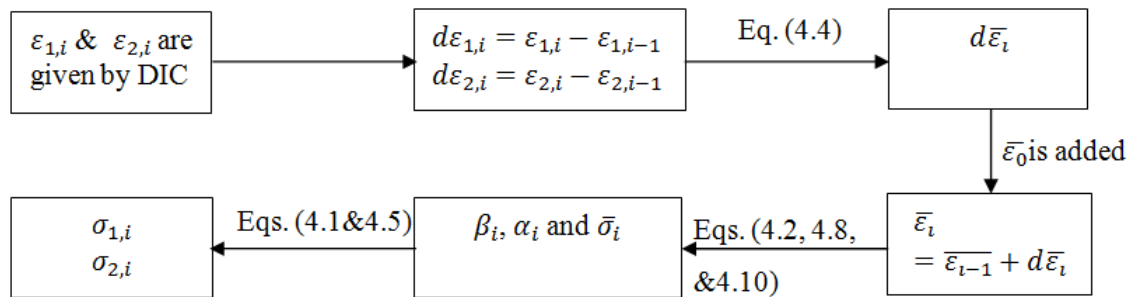 ε₁,ᵢ & ε₂,ᵢ are
given by DIC
dε₁,ᵢ = ε₁,ᵢ − ε₁,ᵢ₋₁
dε₂,ᵢ = ε₂,ᵢ − ε₂,ᵢ₋₁
Eq. (4.4)
dε̅ᵢ
ε̅₀ is added
ε̅ᵢ
= ε̅ᵢ₋₁ + dε̅ᵢ
Eqs. (4.2, 4.8,
&4.10)
βᵢ, αᵢ and σ̄ᵢ
Eqs. (4.1&4.5)
σ₁,ᵢ
σ₂,ᵢ